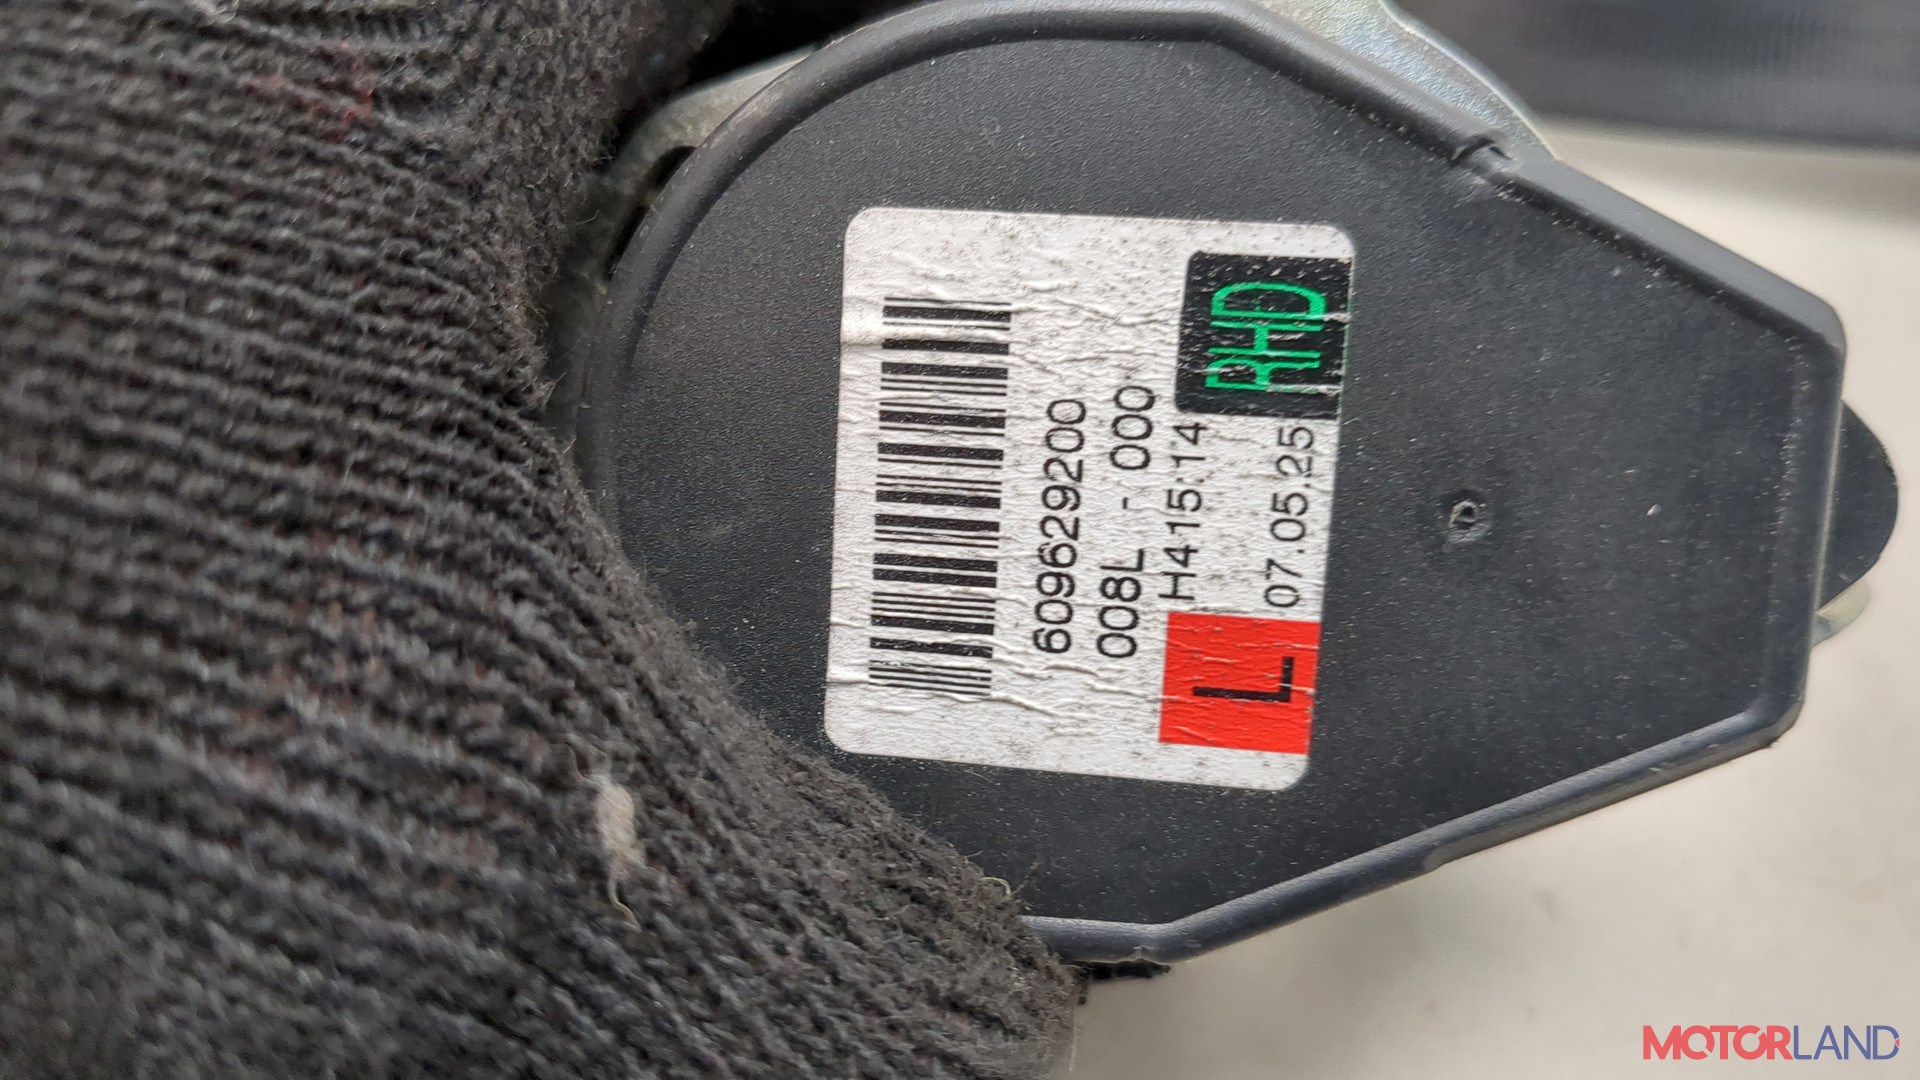 609629200
008L - 000
H415:14
RHD
L
07.05.25
D
MOTORLAND